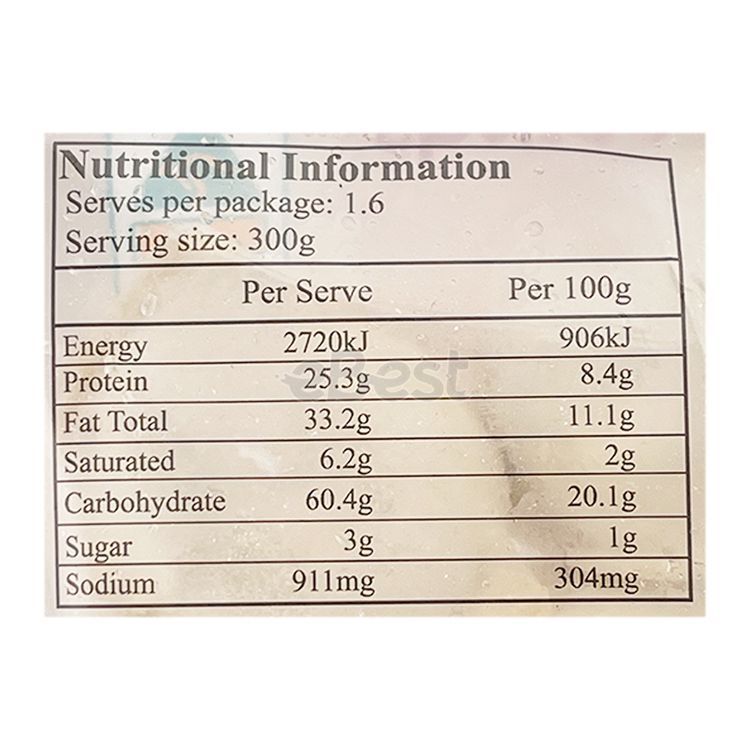 Nutritional Information
Serves per package: 1.6
Serving size: 300g
Per Serve Per 100g
Energy 2720kJ 906kJ
Protein 25.3g 8.4g
Fat Total 33.2g 11.1g
Saturated 6.2g 2g
Carbohydrate 60.4g 20.1g
Sugar 3g 1g
Sodium 911mg 304mg
eBest